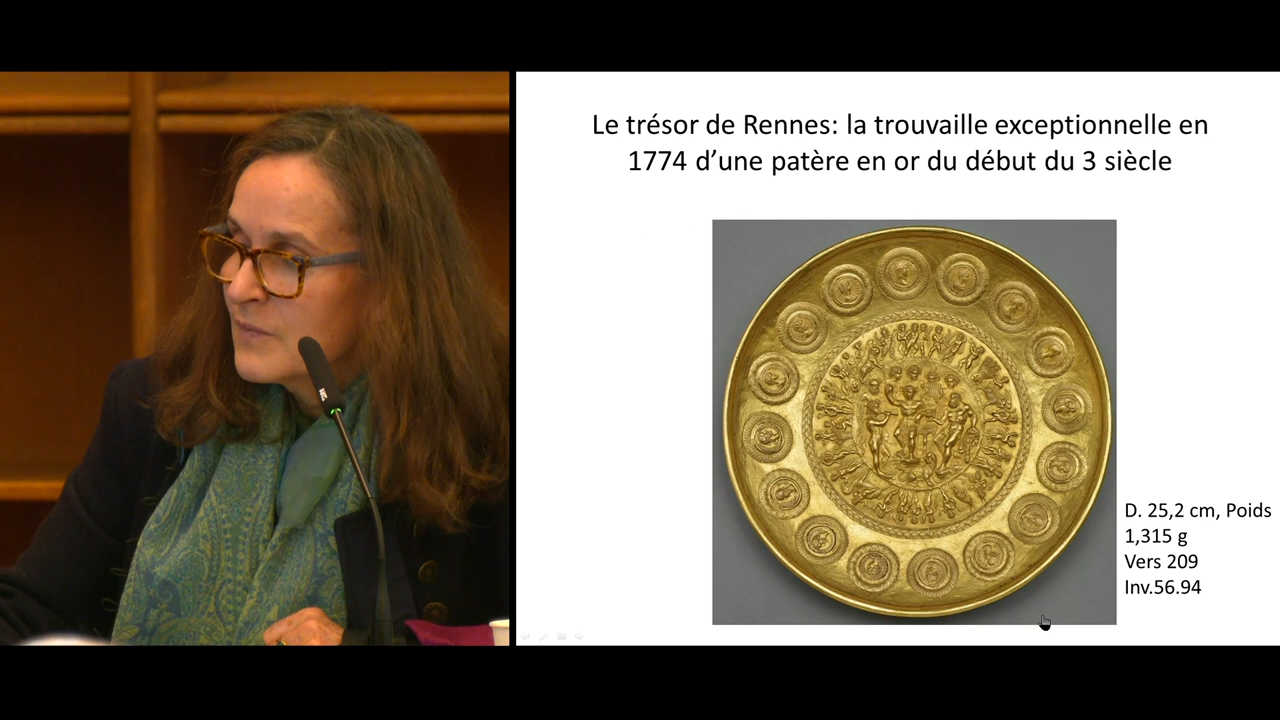 Le trésor de Rennes: la trouvaille exceptionnelle en
1774 d’une patère en or du début du 3 siècle
D. 25,2 cm, Poids
1,315 g
Vers 209
Inv.56.94